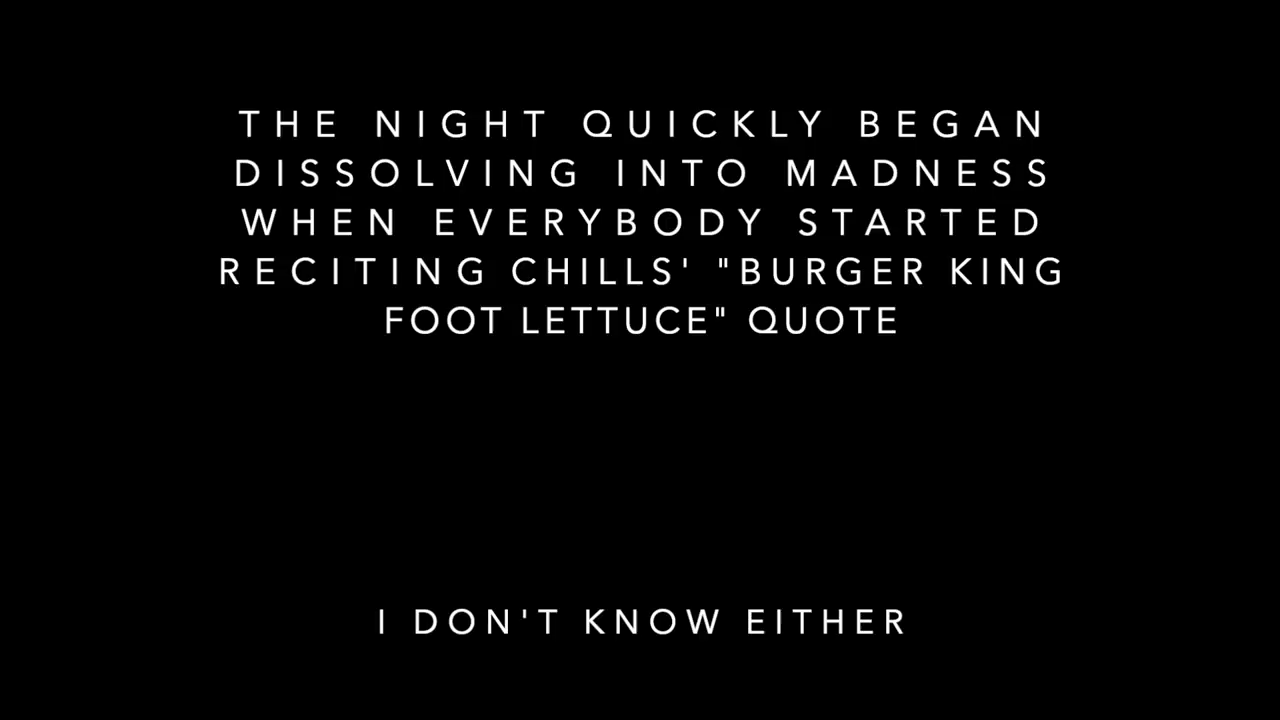 THE NIGHT QUICKLY BEGAN
DISSOLVING INTO MADNESS
WHEN EVERYBODY STARTED
RECITING CHILLS' "BURGER KING
FOOT LETTUCE" QUOTE
I DON'T KNOW EITHER